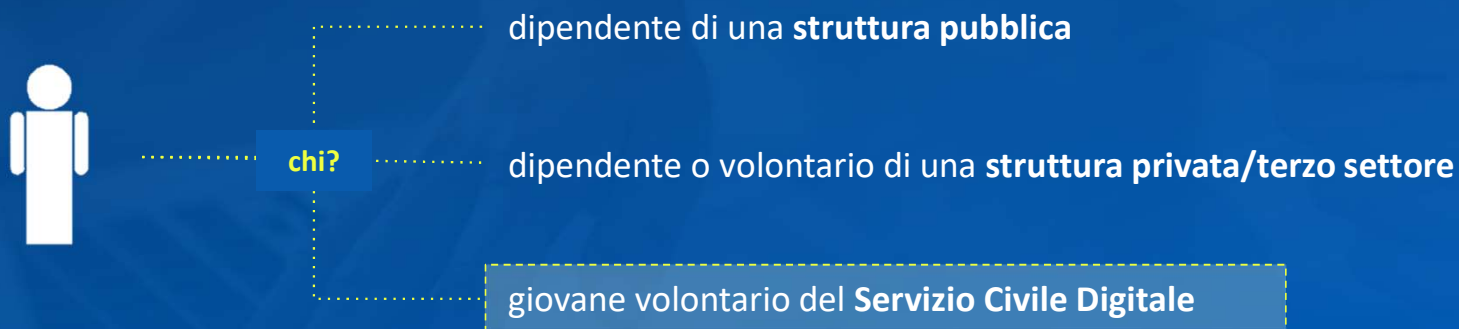 dipendente di una struttura pubblica
chi?
dipendente o volontario di una struttura privata/terzo settore
giovane volontario del Servizio Civile Digitale